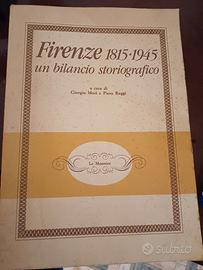 Firenze 1815-1945
un bilancio storiografico
a cura di
Giorgio Mori e Piero Roggi
Le Monnier
Subito